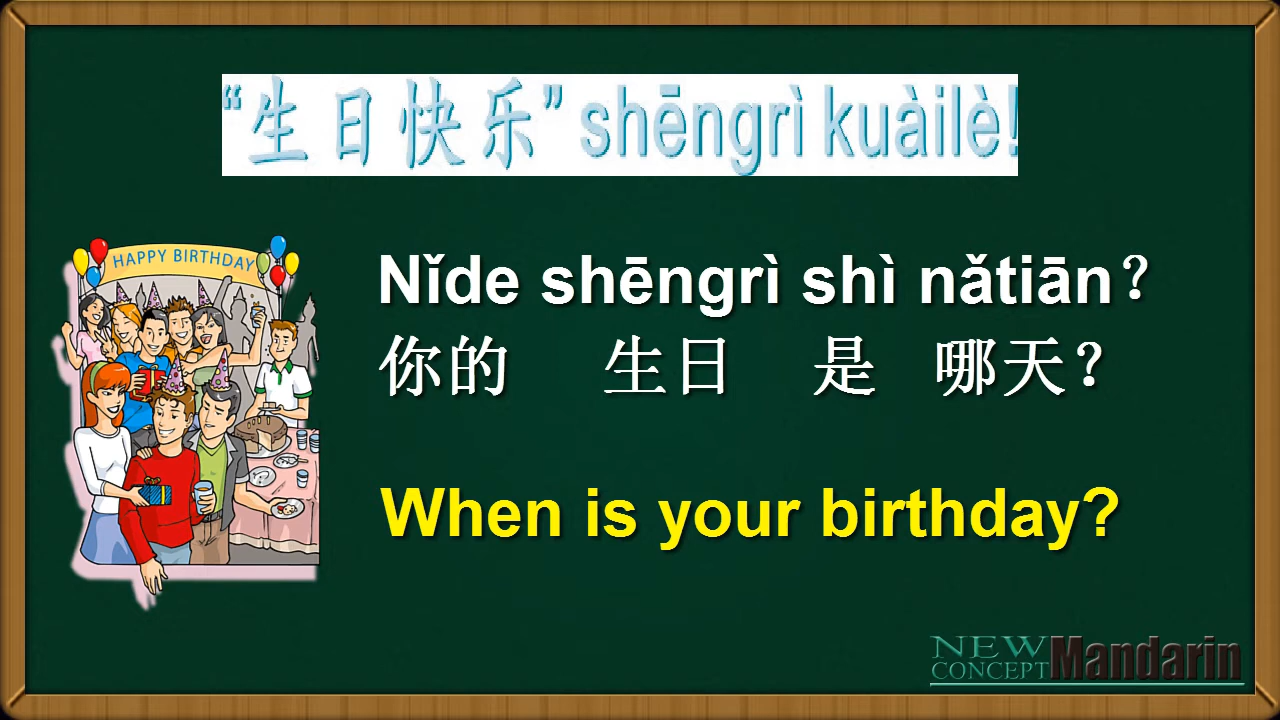 “生日快乐” shēngrì kuàilè!
HAPPY BIRTHDAY
Nǐde shēngrì shì nǎtiān？
你的 生日 是 哪天？
When is your birthday?
NEW CONCEPT Mandarin